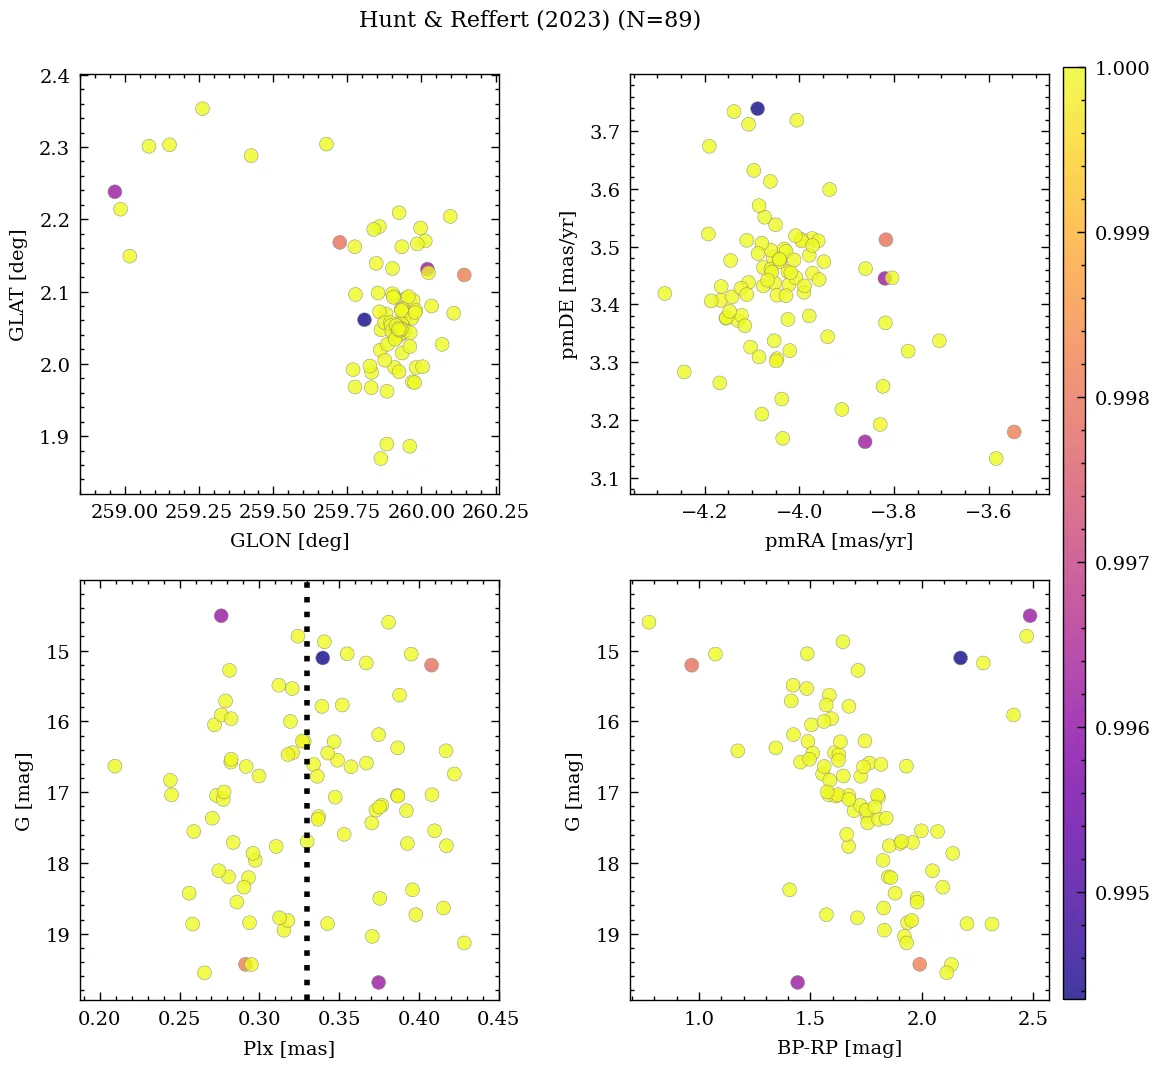 Hunt & Reffert (2023) (N=89)
2.4
2.3
2.2
2.1
2.0
1.9
GLAT [deg]
259.00 259.25 259.50 259.75 260.00 260.25
GLON [deg]
3.7
3.6
3.5
3.4
3.3
3.2
3.1
pmDE [mas/yr]
−4.2 −4.0 −3.8 −3.6
pmRA [mas/yr]
15
16
17
18
19
G [mag]
0.20 0.25 0.30 0.35 0.40 0.45
Plx [mas]
15
16
17
18
19
G [mag]
1.0 1.5 2.0 2.5
BP-RP [mag]
1.000
0.999
0.998
0.997
0.996
0.995